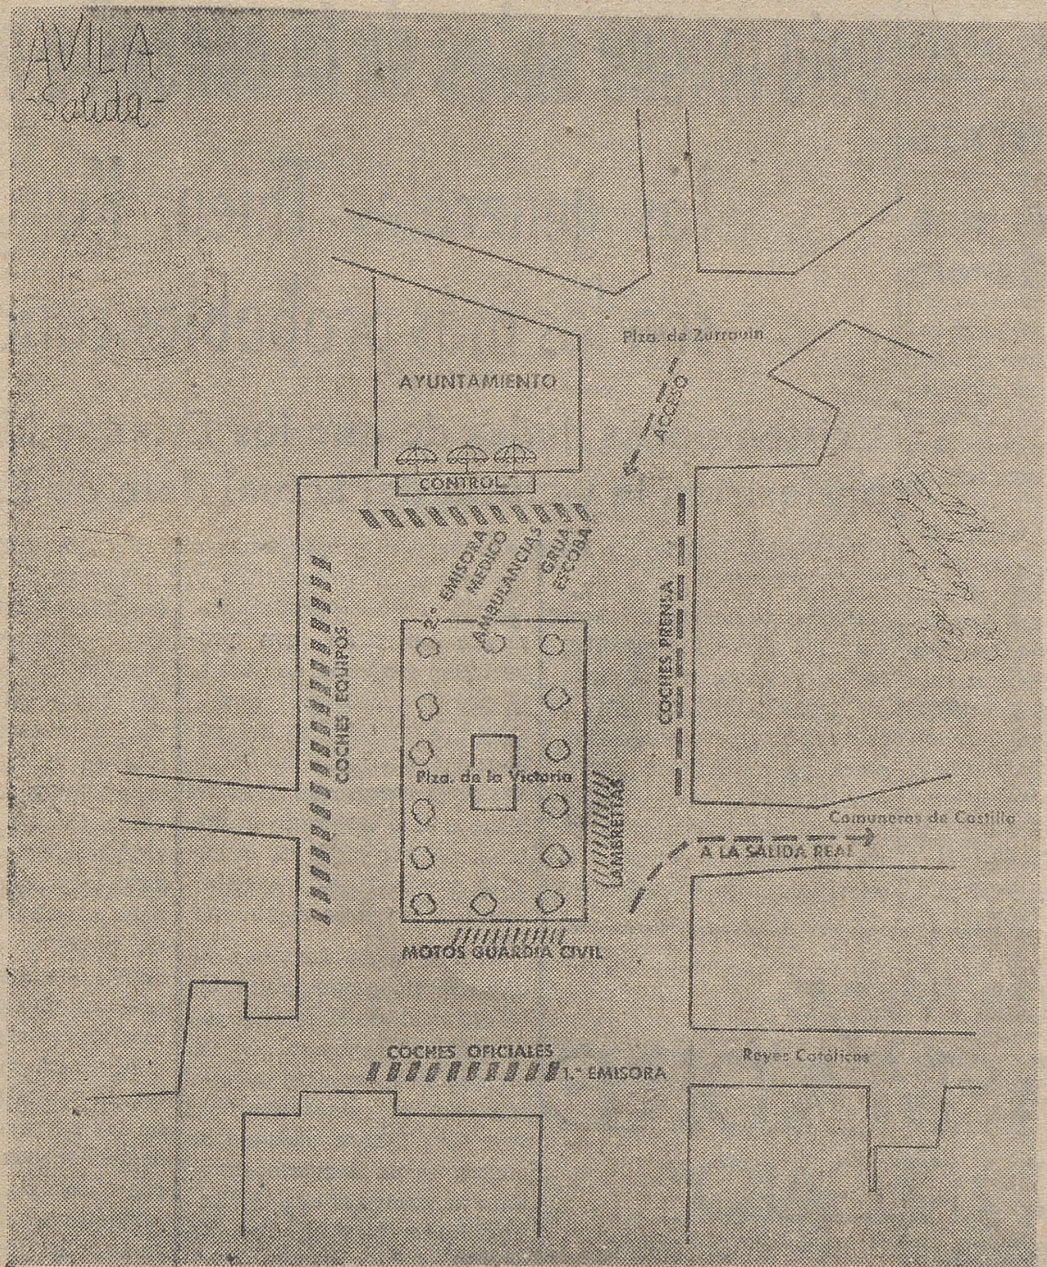 AVILA
-Salida-
Plza. de Zurraquin
AYUNTAMIENTO
ACCESO
CONTROL
2.ª EMISORA
MEDICO
AMBULANCIAS
GRUA
ESCOBA
COCHES EQUIPOS
COCHES PRENSA
Plza. de la Victoria
LAMBRETTAS
Comuneros de Castilla
A LA SALIDA REAL
MOTOS GUARDIA CIVIL
COCHES OFICIALES
1.ª EMISORA
Reyes Católicos